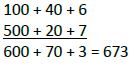 100 + 40 + 6
500 + 20 + 7
600 + 70 + 3 = 673